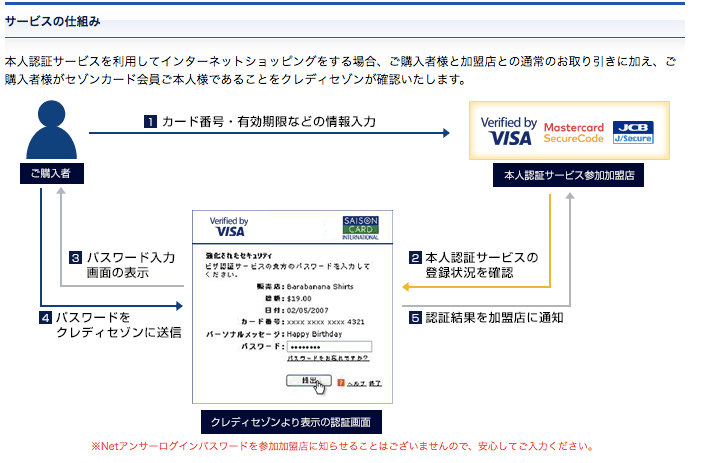 サービスの仕組み
本人認証サービスを利用してインターネットショッピングをする場合、ご購入者様と加盟店との通常のお取り引きに加え、ご
購入者様がセゾンカード会員ご本人様であることをクレディセゾンが確認いたします。
1 カード番号・有効期限などの情報入力
Verified by
VISA
Mastercard
SecureCode
JCB
J/Secure
ご購入者
本人認証サービス参加加盟店
3 パスワード入力
画面の表示
4 パスワードを
クレディセゾンに送信
Verified by
VISA
SAISON
CARD
INTERNATIONAL
強化されたセキュリティ
ビザ認証サービスの貴方のパスワードを入力して
ください。
販売店: Barabanana Shirts
総額: $19.00
日付: 02/05/2007
カード番号: xxxx xxxx xxxx 4321
パーソナルメッセージ: Happy Birthday
パスワード: ••••••••
パスワードをお忘れですか?
提出
? ヘルプ 終了
クレディセゾンより表示の認証画面
2 本人認証サービスの
登録状況を確認
5 認証結果を加盟店に通知
※Netアンサーログインパスワードを参加加盟店に知らせることはございませんので、安心してご入力ください。